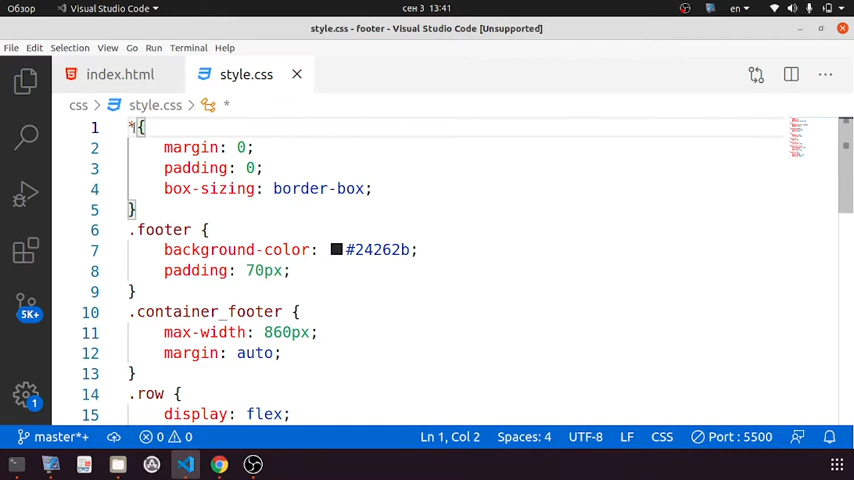 Обзор Visual Studio Code сен 3 13:41 en
style.css - footer - Visual Studio Code [Unsupported]
File Edit Selection View Go Run Terminal Help
index.html style.css
css > style.css > *
1 *{
2 margin: 0;
3 padding: 0;
4 box-sizing: border-box;
5 }
6 .footer {
7 background-color: #24262b;
8 padding: 70px;
9 }
10 .container_footer {
11 max-width: 860px;
12 margin: auto;
13 }
14 .row {
15 display: flex;
5K+
1
master*+ 0 0 Ln 1, Col 2 Spaces: 4 UTF-8 LF CSS Port : 5500